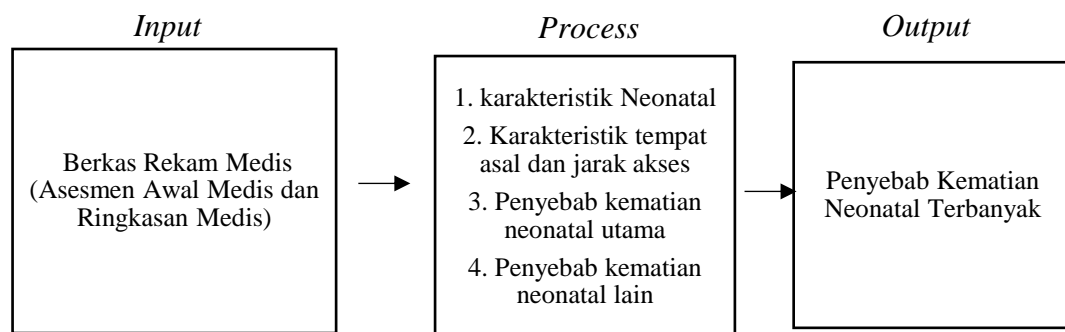 Input
Process
Output
Berkas Rekam Medis
(Asesmen Awal Medis dan
Ringkasan Medis)
1. karakteristik Neonatal
2. Karakteristik tempat
asal dan jarak akses
3. Penyebab kematian
neonatal utama
4. Penyebab kematian
neonatal lain
Penyebab Kematian
Neonatal Terbanyak